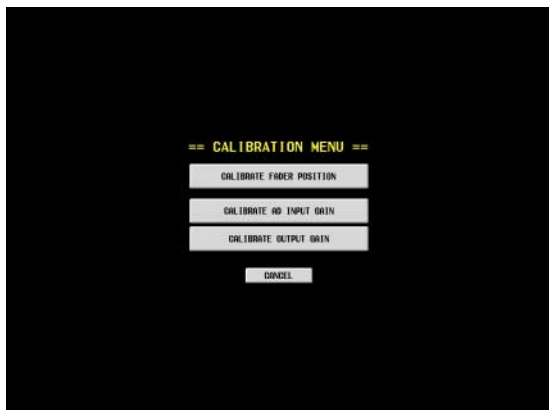 == CALIBRATION MENU ==
CALIBRATE FADER POSITION
CALIBRATE AD INPUT GAIN
CALIBRATE OUTPUT GAIN
CANCEL